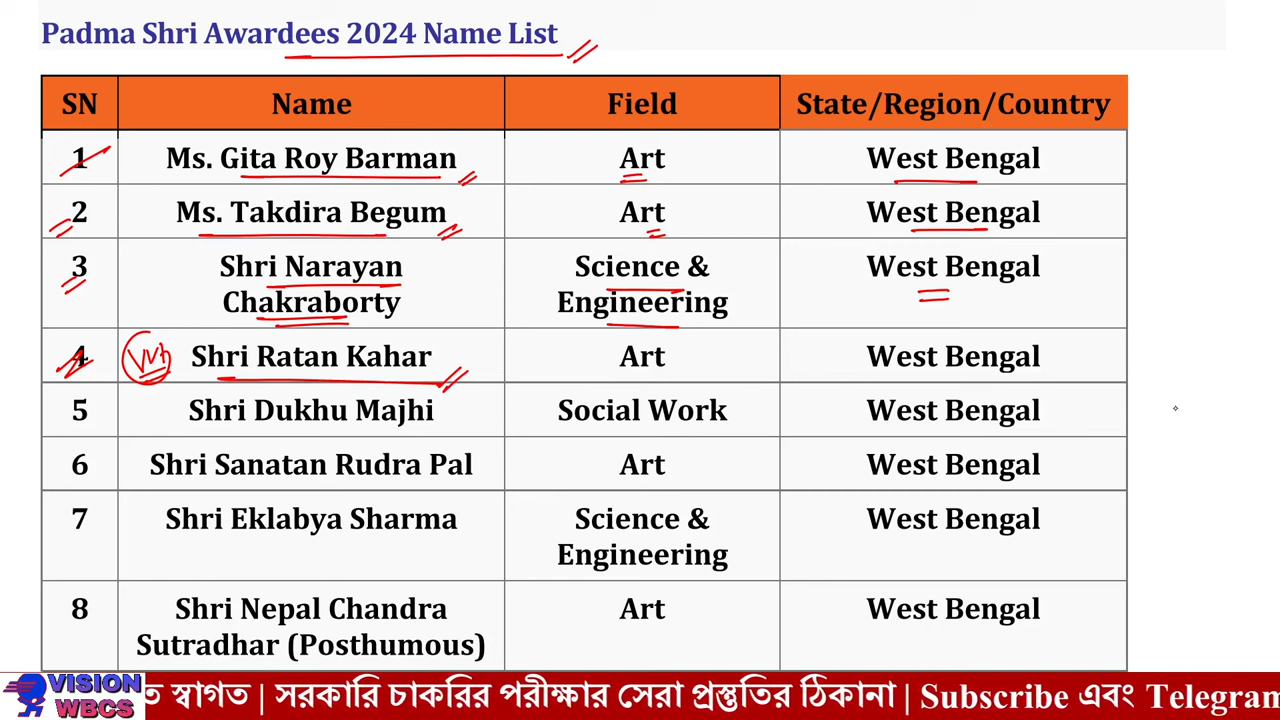 Padma Shri Awardees 2024 Name List
SN Name Field State/Region/Country
1 Ms. Gita Roy Barman Art West Bengal
2 Ms. Takdira Begum Art West Bengal
3 Shri Narayan Chakraborty Science & Engineering West Bengal
4 Shri Ratan Kahar Art West Bengal
5 Shri Dukhu Majhi Social Work West Bengal
6 Shri Sanatan Rudra Pal Art West Bengal
7 Shri Eklabya Sharma Science & Engineering West Bengal
8 Shri Nepal Chandra Sutradhar (Posthumous) Art West Bengal
VISION
WBCS
ত স্বাগত | সরকারি চাকরির পরীক্ষার সেরা প্রস্তুতির ঠিকানা | Subscribe এবং Telegram